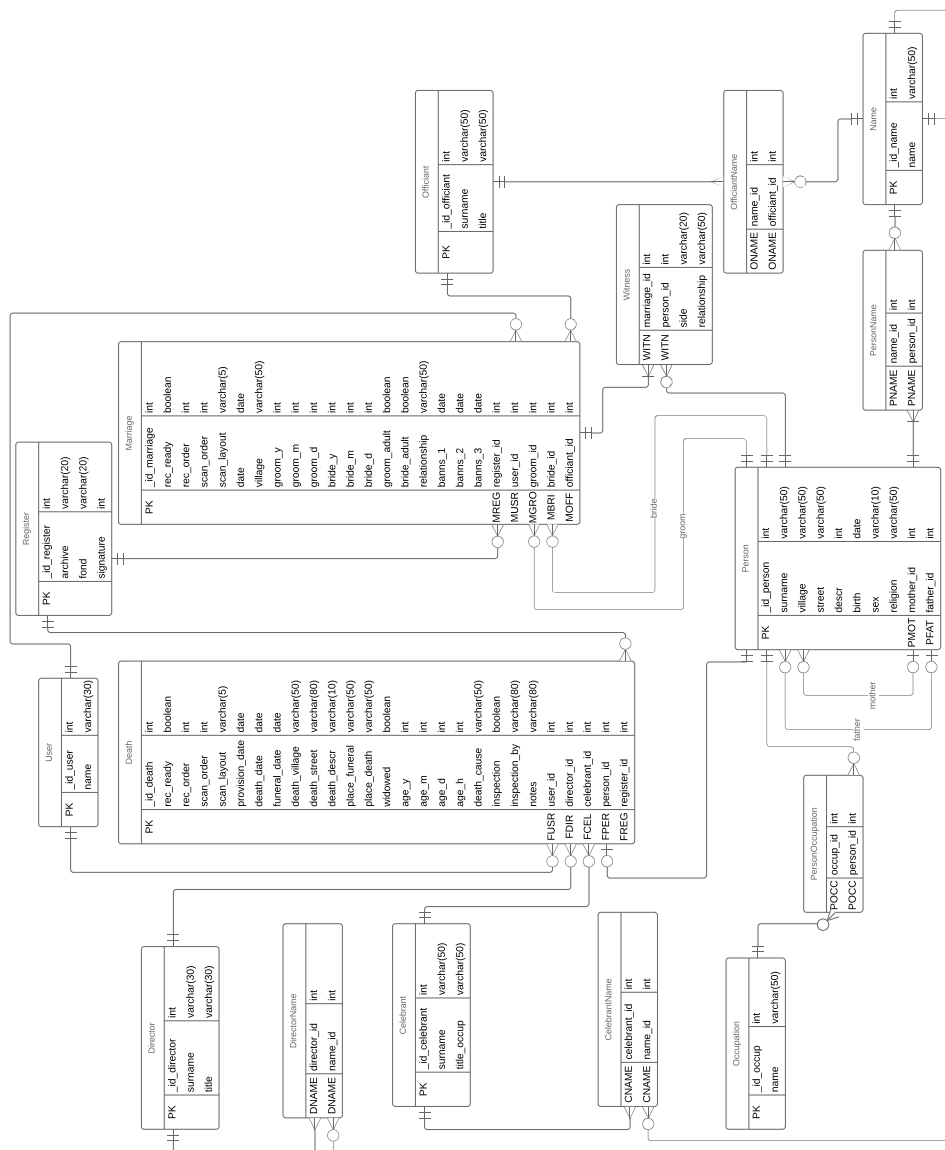 Name
PK _id_name int
name varchar(50)
Officiant
PK _id_officiant int
surname varchar(50)
title varchar(50)
OfficiantName
ONAME name_id int
ONAME officiant_id int
Witness
WITN marriage_id int
WITN person_id int
side varchar(20)
relationship varchar(50)
PersonName
PNAME name_id int
PNAME person_id int
Marriage
PK _id_marriage int
rec_ready boolean
rec_order int
scan_order int
scan_layout varchar(5)
date date
village varchar(50)
groom_y int
groom_m int
groom_d int
bride_y int
bride_m int
bride_d int
groom_adult boolean
bride_adult boolean
relationship varchar(50)
banns_1 date
banns_2 date
banns_3 date
MREG register_id int
MUSR user_id int
MGRO groom_id int
MBRI bride_id int
MOFF officiant_id int
Register
PK _id_register int
archive varchar(20)
fond varchar(20)
signature int
bride
groom
Person
PK _id_person int
surname varchar(50)
village varchar(50)
street varchar(50)
descr int
birth date
sex varchar(10)
religion varchar(50)
PMOT mother_id int
PFAT father_id int
mother
father
User
PK _id_user int
name varchar(30)
Death
PK _id_death int
rec_ready boolean
rec_order int
scan_order int
scan_layout varchar(5)
provision_date date
death_date date
funeral_date date
death_village varchar(50)
death_street varchar(80)
death_descr varchar(10)
place_funeral varchar(50)
place_death varchar(50)
widowed boolean
age_y int
age_m int
age_d int
age_h int
death_cause varchar(50)
inspection boolean
inspection_by varchar(80)
notes varchar(80)
FUSR user_id int
FDIR director_id int
FCEL celebrant_id int
FPER person_id int
FREG register_id int
PersonOccupation
POCC occup_id int
POCC person_id int
Director
PK _id_director int
surname varchar(30)
title varchar(30)
DirectorName
DNAME director_id int
DNAME name_id int
Celebrant
PK _id_celebrant int
surname varchar(50)
title_occup varchar(50)
CelebrantName
CNAME celebrant_id int
CNAME name_id int
Occupation
PK _id_occup int
name varchar(50)